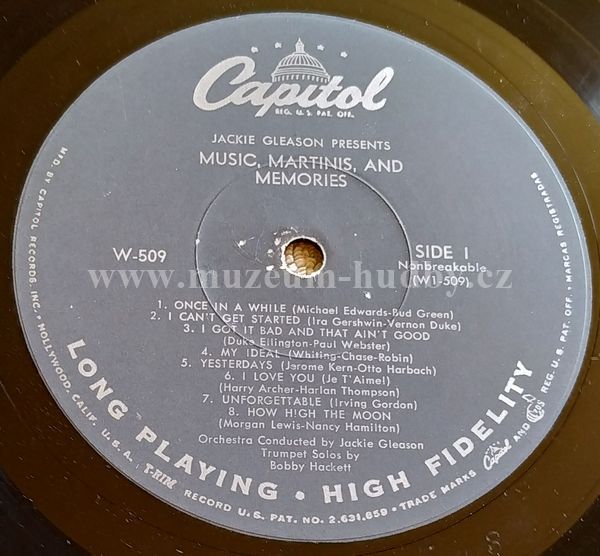 Capitol
REG. U.S. PAT. OFF.
JACKIE GLEASON PRESENTS
MUSIC, MARTINIS, AND
MEMORIES
W-509
SIDE 1
Nonbreakable
(W1-509)
www.muzeum-hudby.cz
1. ONCE IN A WHILE (Michael Edwards-Bud Green)
2. I CAN'T GET STARTED (Ira Gershwin-Vernon Duke)
3. I GOT IT BAD AND THAT AIN'T GOOD
(Duke Ellington-Paul Webster)
4. MY IDEAL (Whiting-Chase-Robin)
5. YESTERDAYS (Jerome Kern-Otto Harbach)
6. I LOVE YOU (Je T'Aime!)
(Harry Archer-Harlan Thompson)
7. UNFORGETTABLE (Irving Gordon)
8. HOW HIGH THE MOON
(Morgan Lewis-Nancy Hamilton)
Orchestra Conducted by Jackie Gleason
Trumpet Solos by
Bobby Hackett
LONG PLAYING • HIGH FIDELITY
MFD. BY CAPITOL RECORDS, INC. • HOLLYWOOD, CALIF. U.S.A. T-RIM RECORD U.S. PAT. NO. 2,631,859 • TRADE MARKS Capitol AND REG. U.S. PAT. OFF. • MARCAS REGISTRADAS